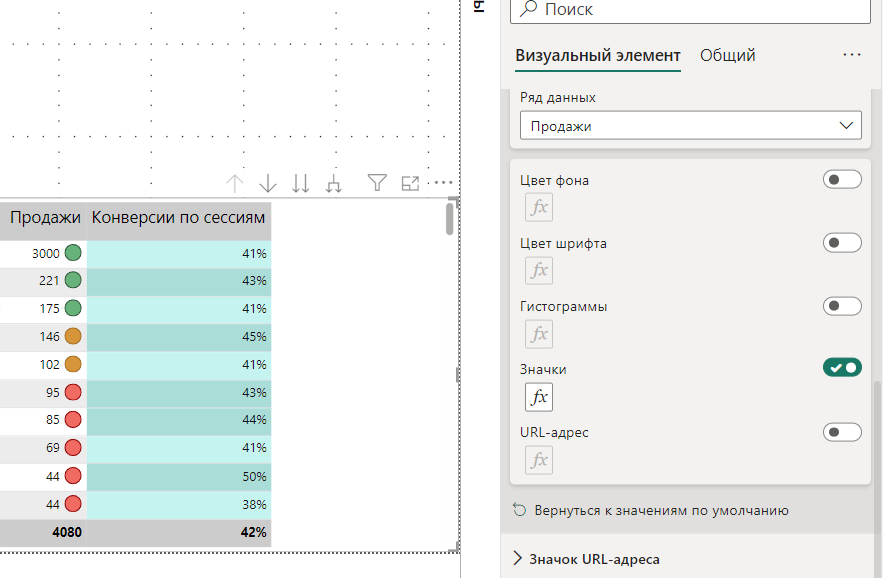 Ы
Поиск
Визуальный элемент Общий
Ряд данных
Продажи
Цвет фона
fx
Цвет шрифта
fx
Гистограммы
fx
Значки
fx
URL-адрес
fx
Вернуться к значениям по умолчанию
Значок URL-адреса
Продажи Конверсии по сессиям
3000 41%
221 43%
175 41%
146 45%
102 41%
95 43%
85 44%
69 41%
44 50%
44 38%
4080 42%